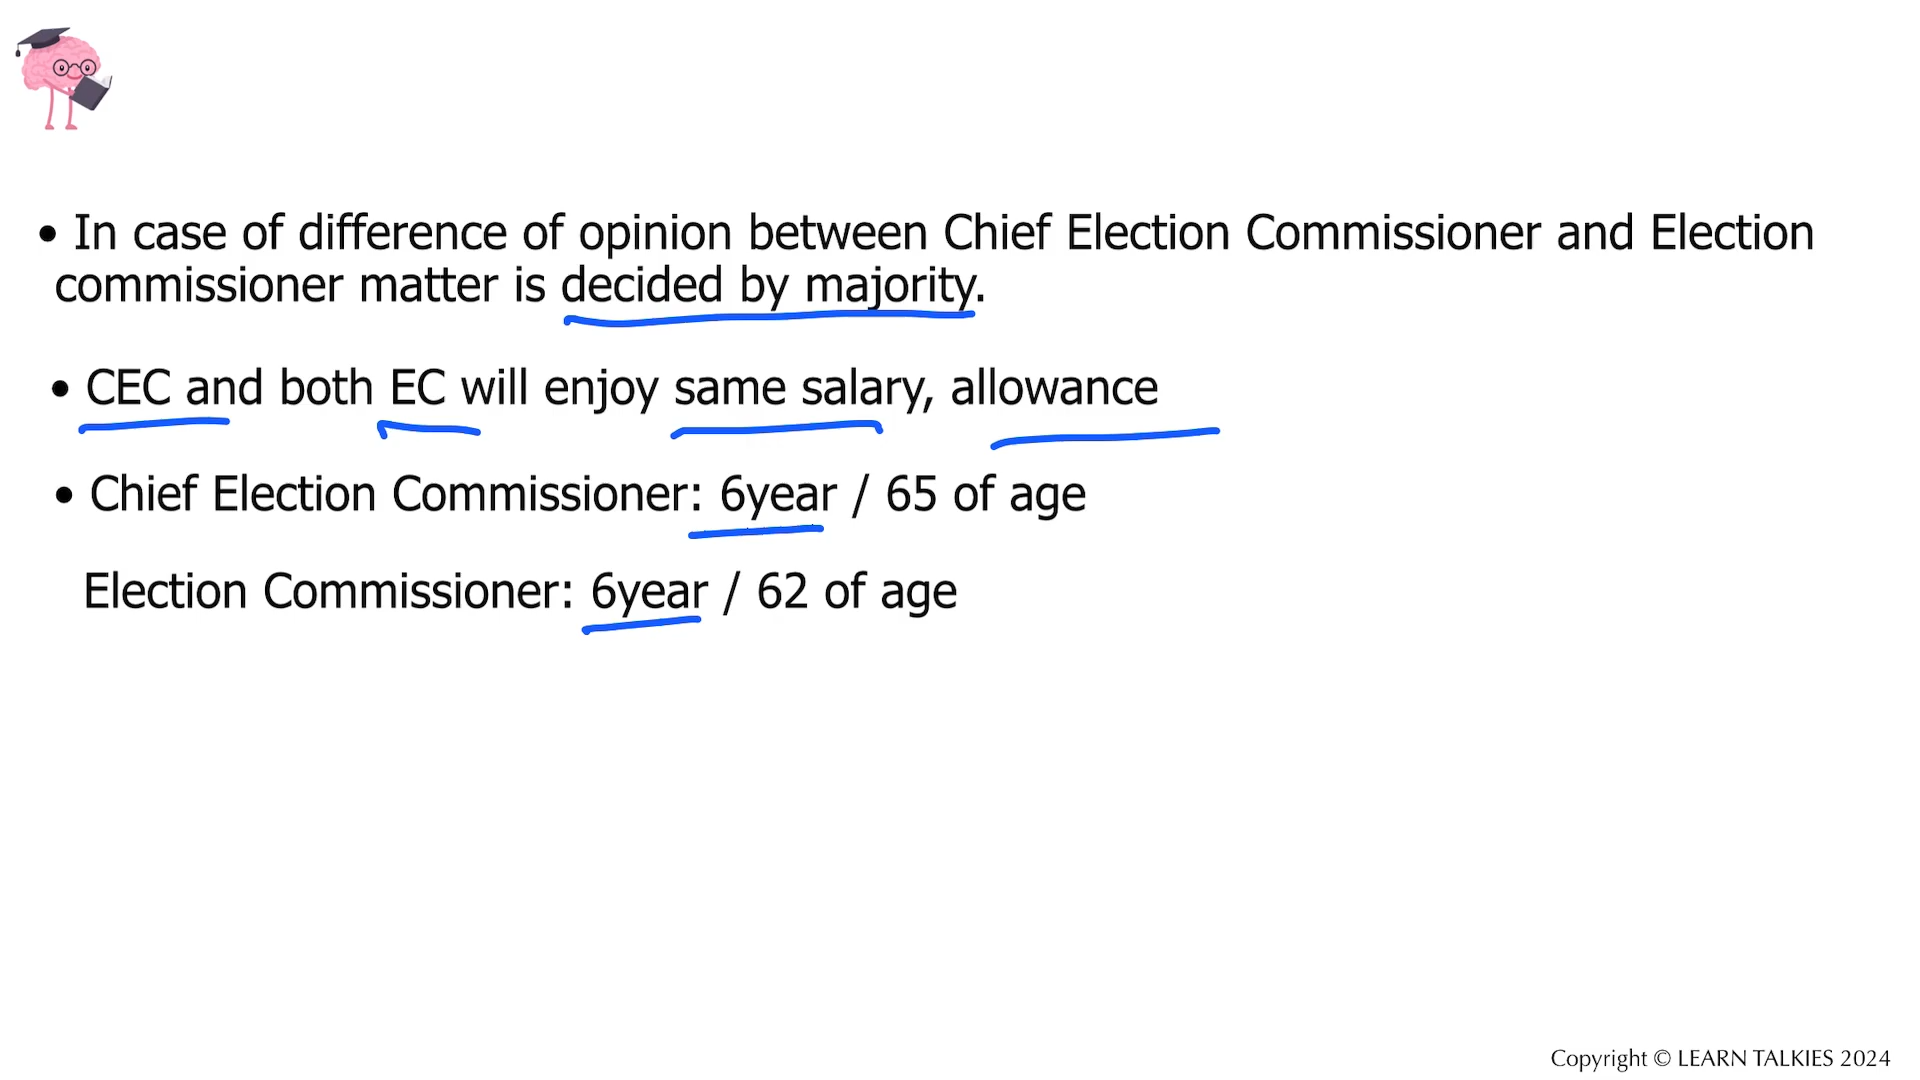 • In case of difference of opinion between Chief Election Commissioner and Election
commissioner matter is decided by majority.
• CEC and both EC will enjoy same salary, allowance
• Chief Election Commissioner: 6year / 65 of age
Election Commissioner: 6year / 62 of age
Copyright © LEARN TALKIES 2024